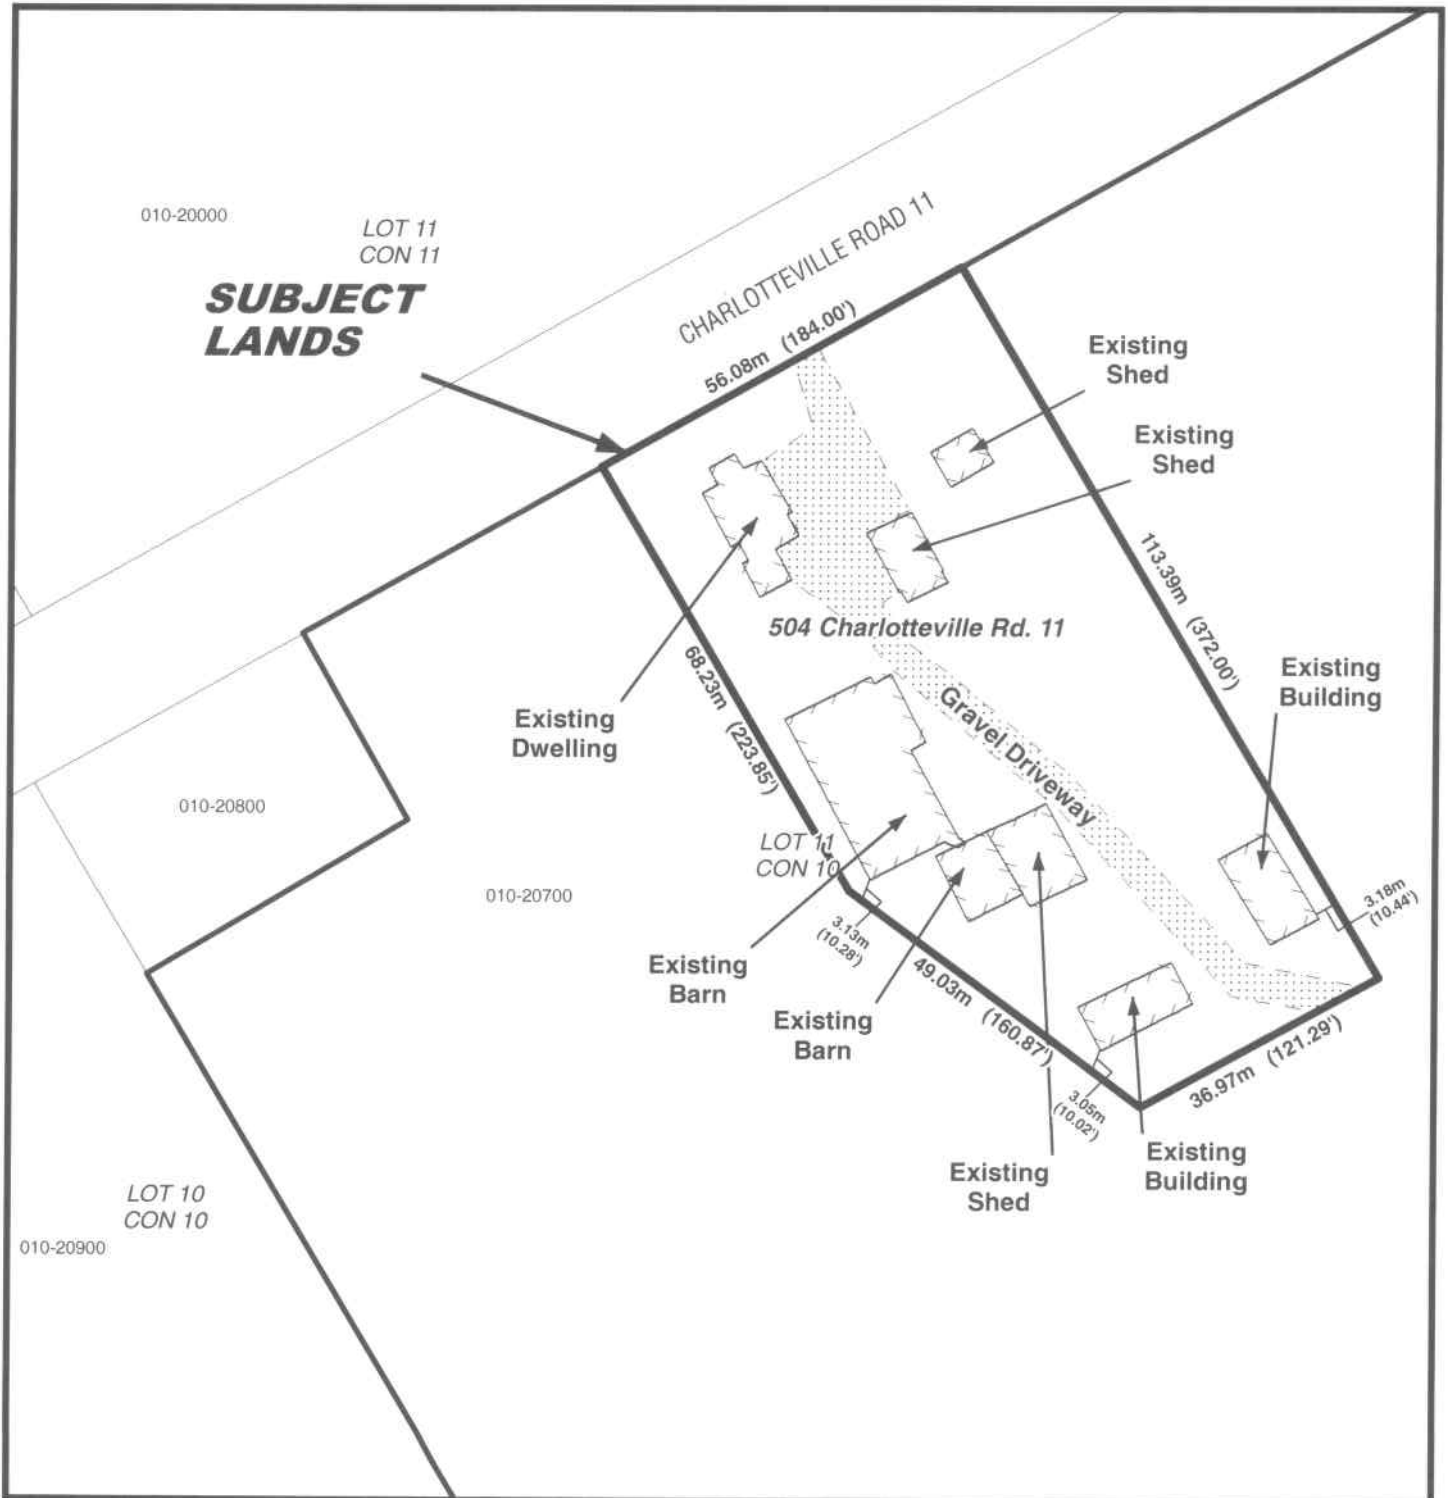 010-20000
LOT 11
CON 11
SUBJECT
LANDS
CHARLOTTEVILLE ROAD 11
56.08m (184.00')
Existing
Shed
Existing
Shed
113.39m (372.00')
504 Charlotteville Rd. 11
68.23m (223.85')
Existing
Dwelling
Gravel Driveway
Existing
Building
010-20800
LOT 11
CON 10
010-20700
3.18m
(10.44')
3.13m
(10.28')
Existing
Barn
49.03m (160.87')
Existing
Barn
36.97m (121.29')
3.05m
(10.02')
Existing
Shed
Existing
Building
LOT 10
CON 10
010-20900